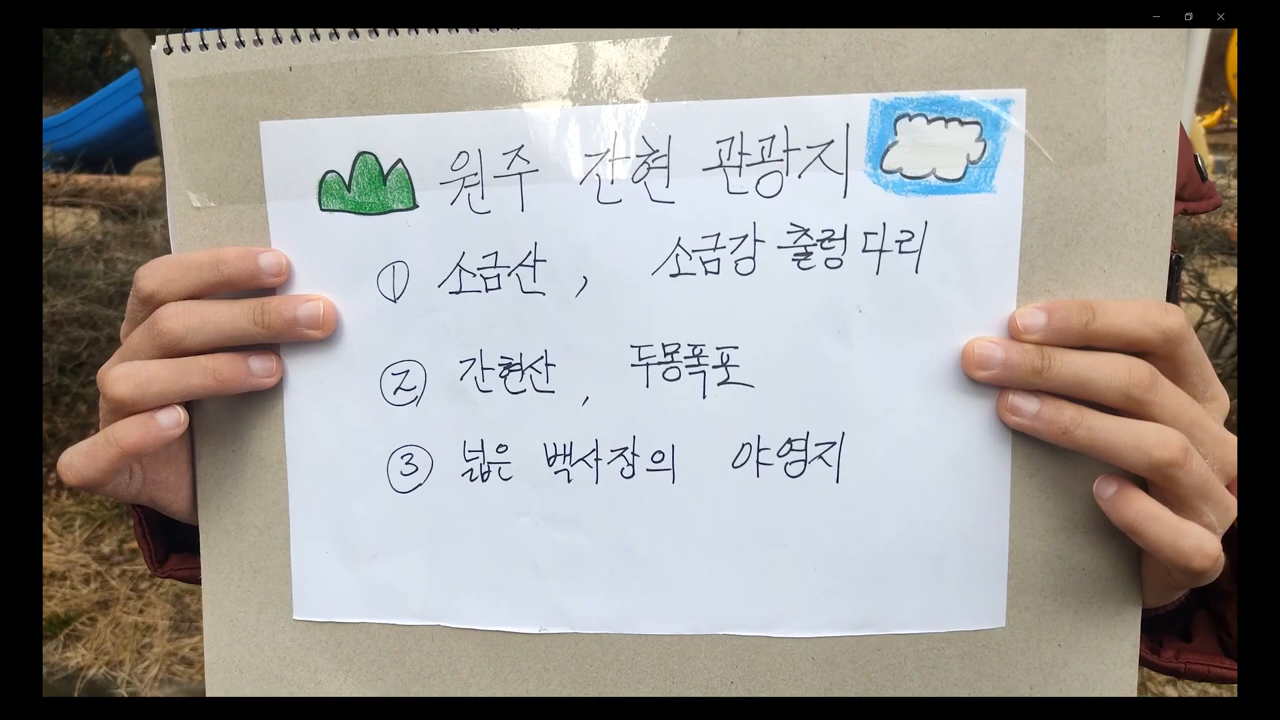 원주 간현 관광지
① 소금산, 소금강 출렁다리
② 간현산, 두몽폭포
③ 넓은 백사장의 야영지